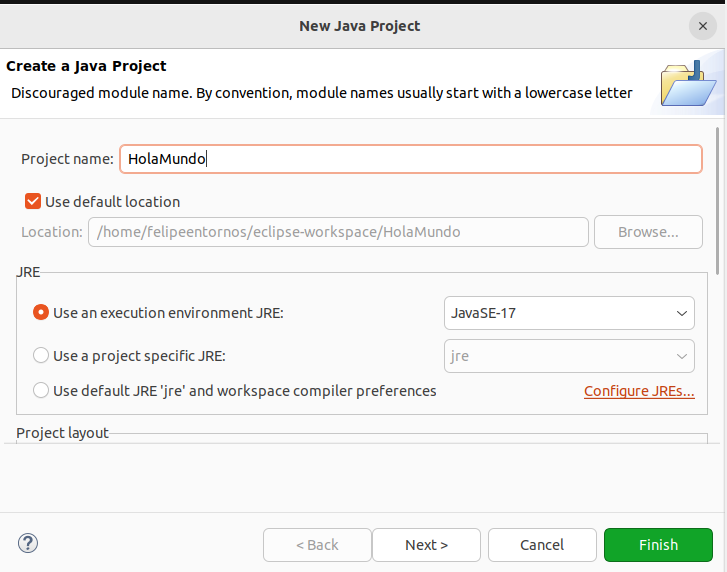 New Java Project
Create a Java Project
Discouraged module name. By convention, module names usually start with a lowercase letter
Project name: HolaMundo
Use default location
Location: /home/felipeentornos/eclipse-workspace/HolaMundo Browse...
JRE
Use an execution environment JRE: JavaSE-17
Use a project specific JRE: jre
Use default JRE 'jre' and workspace compiler preferences Configure JREs...
Project layout
< Back Next > Cancel Finish